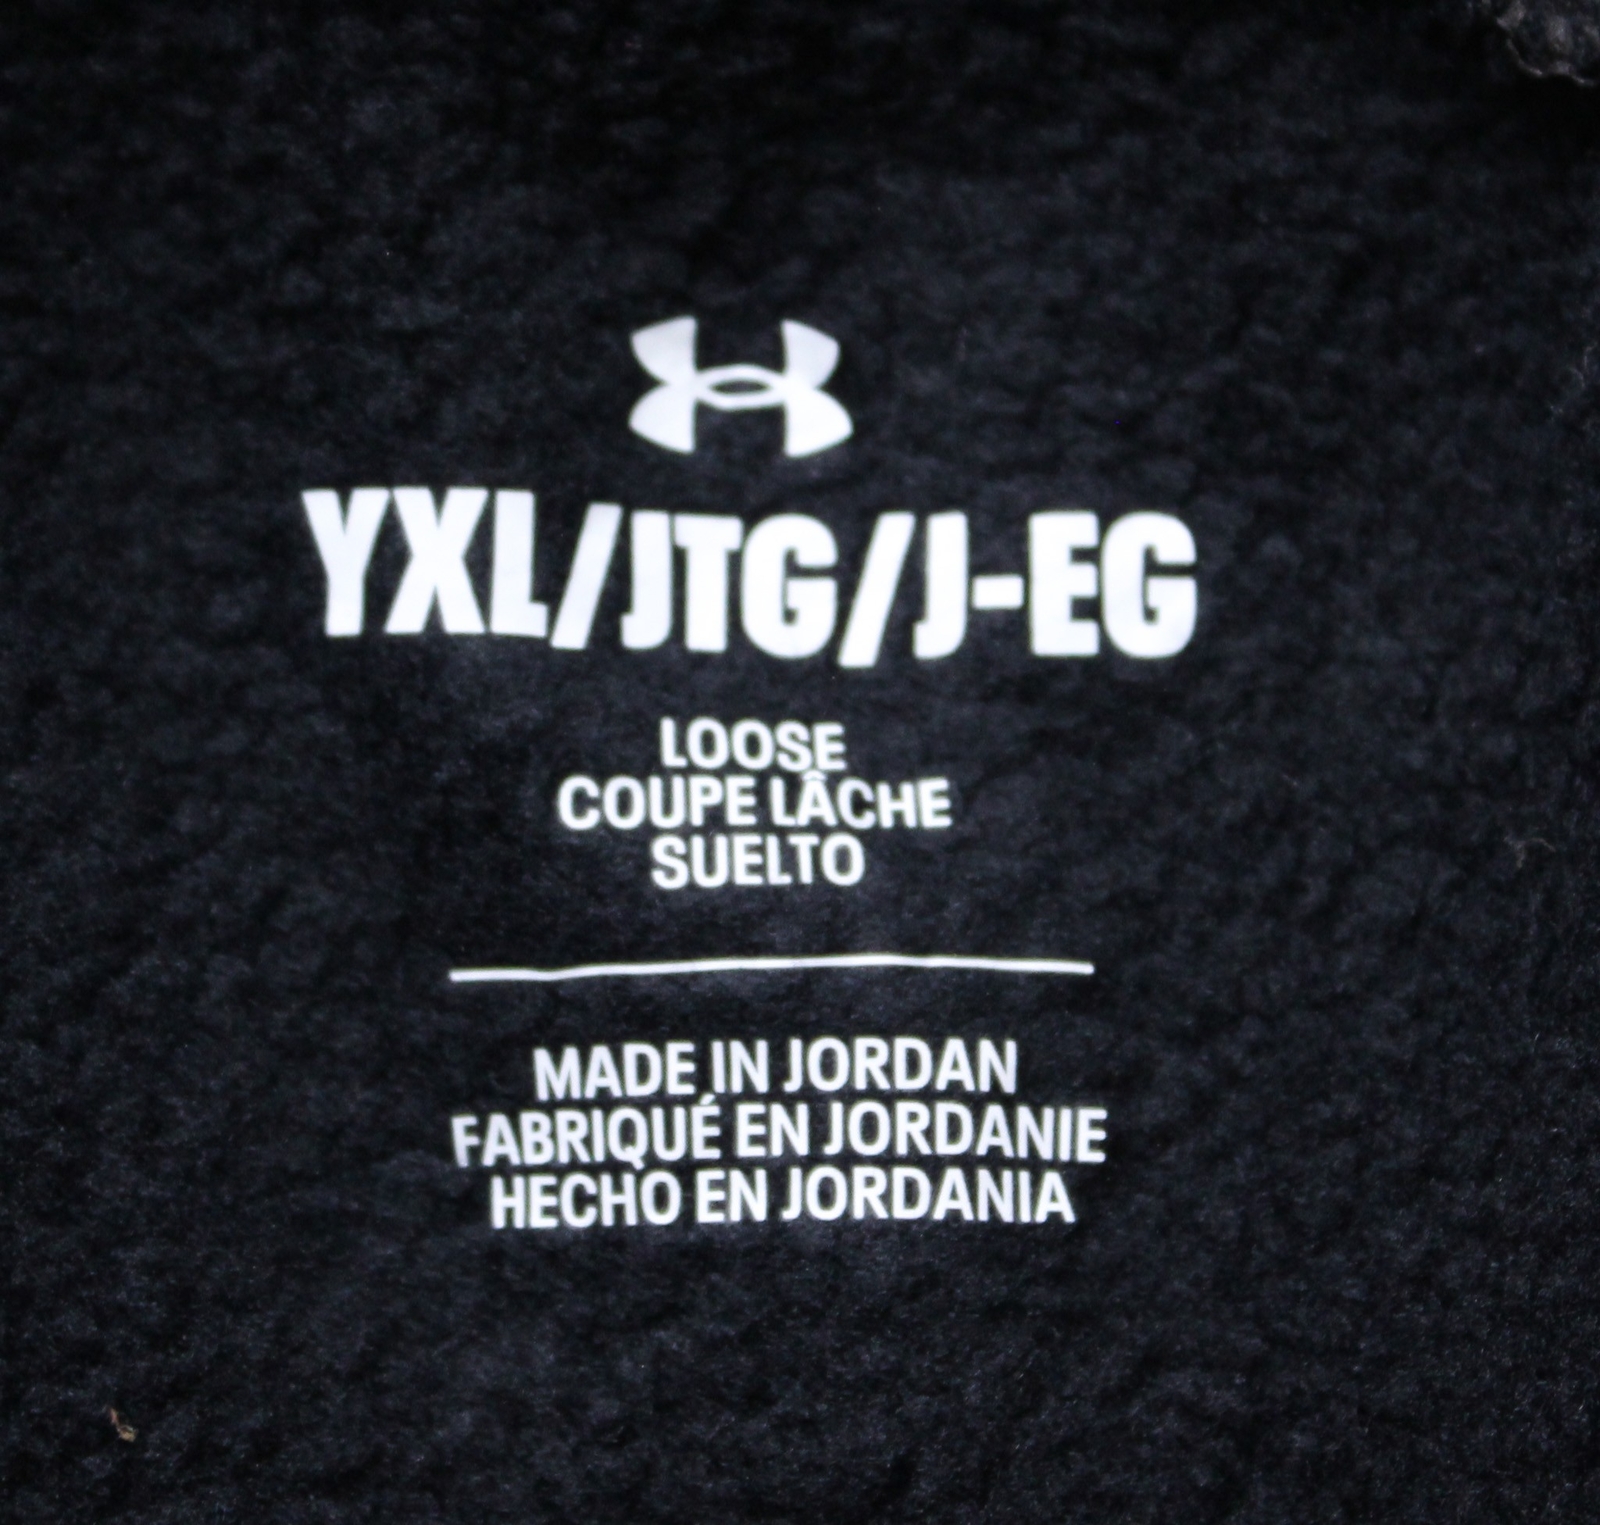 YXL/JTG/J-EG
LOOSE
COUPE LÂCHE
SUELTO
MADE IN JORDAN
FABRIQUÉ EN JORDANIE
HECHO EN JORDANIA